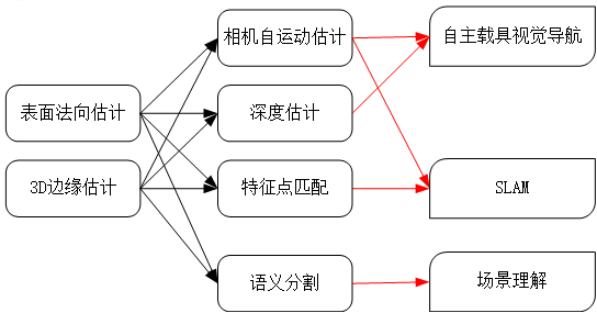 相机自运动估计
自主载具视觉导航
表面法向估计
深度估计
3D边缘估计
特征点匹配
SLAM
语义分割
场景理解